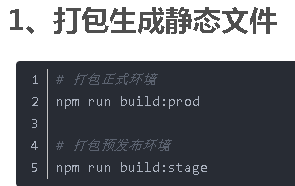 1、打包生成静态文件
1 # 打包正式环境
2 npm run build:prod
3
4 # 打包预发布环境
5 npm run build:stage